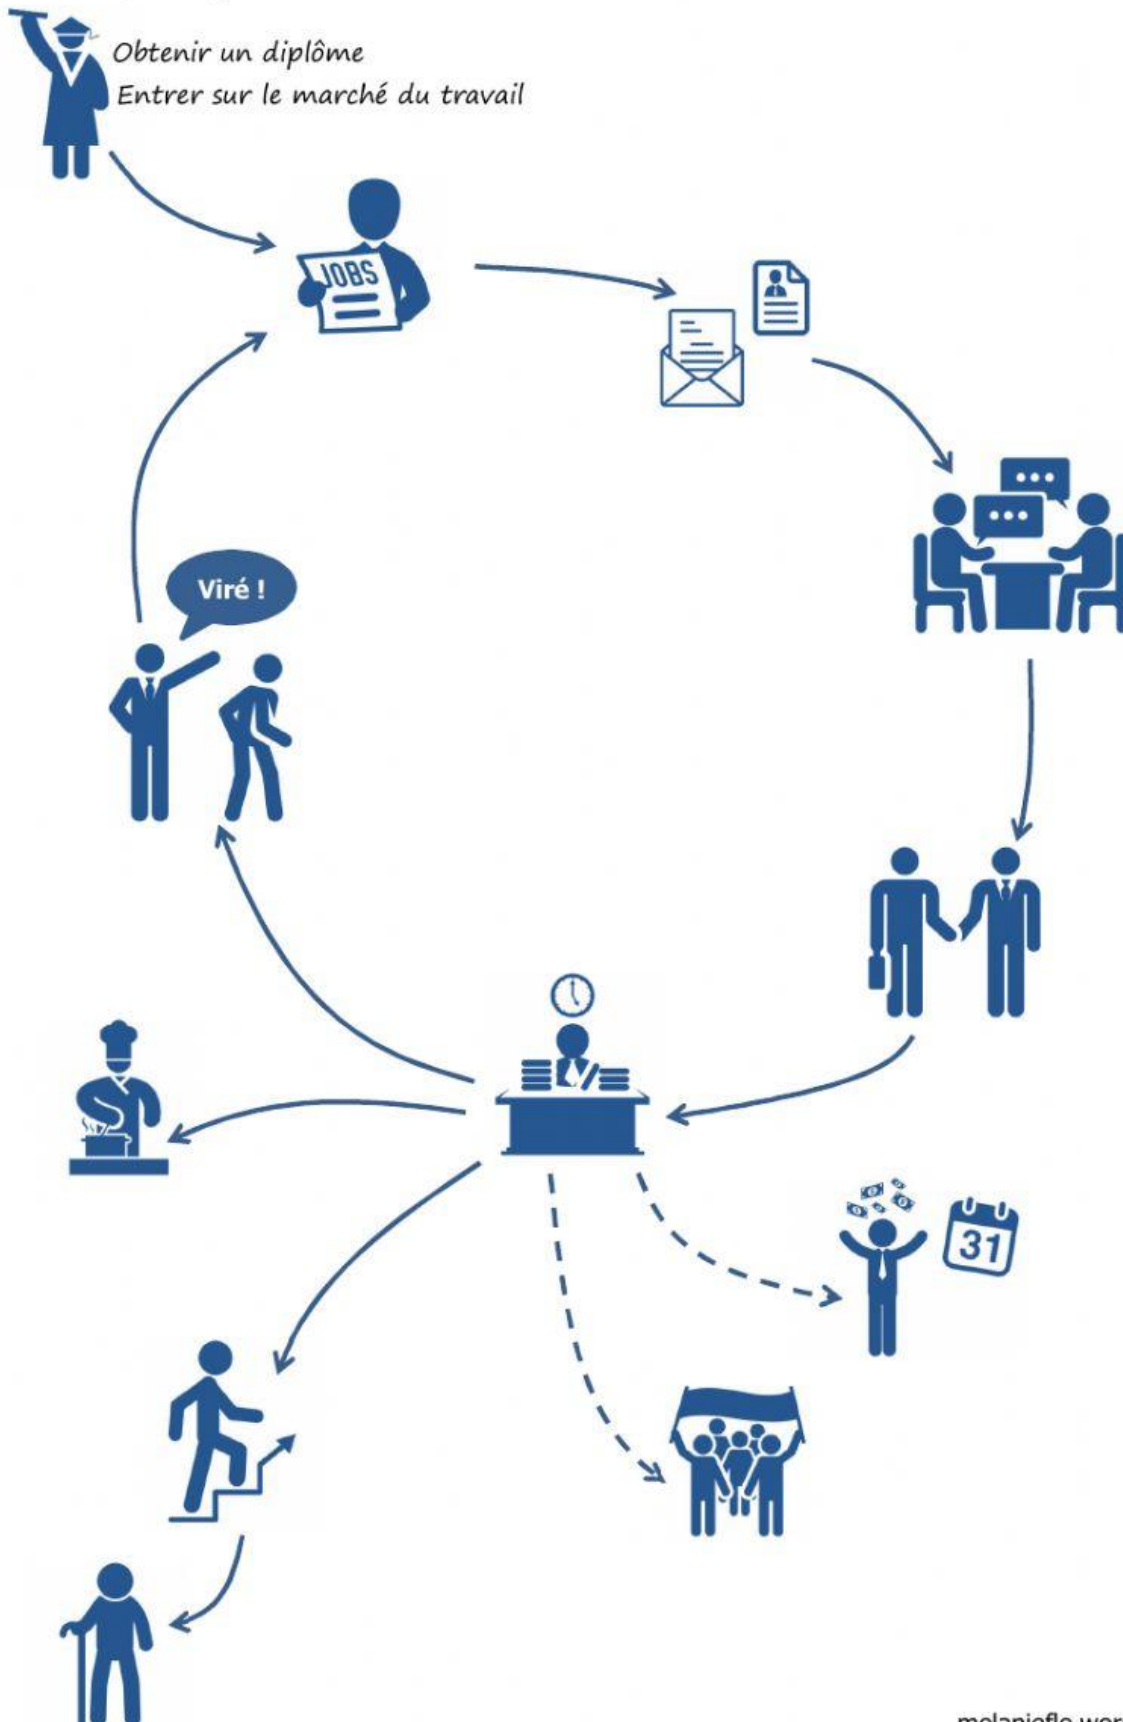 Obtenir un diplôme
Entrer sur le marché du travail
JOBS
Viré !
31